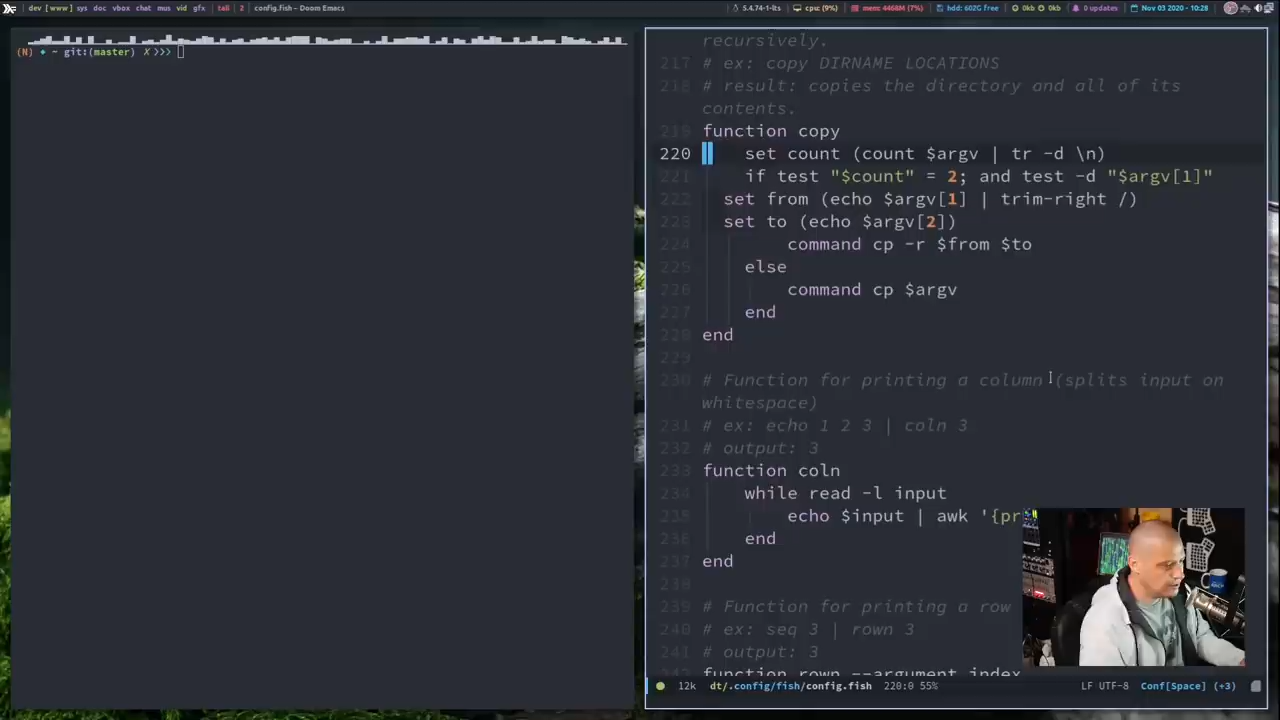 dev [www] sys doc vbox chat mus vid gfx | tall | 2 | config.fish - Doom Emacs
5.4.74-1-lts | cpu: (9%) | mem: 4468M (7%) | hdd: 602G free | 0kb 0kb | 0 updates | Nov 03 2020 - 10:28
(N) ♦ ~ git:(master) ✗ >>>
recursively.
217 # ex: copy DIRNAME LOCATIONS
218 # result: copies the directory and all of its
contents.
219 function copy
220 set count (count $argv | tr -d \n)
221 if test "$count" = 2; and test -d "$argv[1]"
222 set from (echo $argv[1] | trim-right /)
223 set to (echo $argv[2])
224 command cp -r $from $to
225 else
226 command cp $argv
227 end
228 end
229
230 # Function for printing a column (splits input on
whitespace)
231 # ex: echo 1 2 3 | coln 3
232 # output: 3
233 function coln
234 while read -l input
235 echo $input | awk '{pr
236 end
237 end
238
239 # Function for printing a row
240 # ex: seq 3 | rown 3
241 # output: 3
242 function rown --argument index
12k dt/.config/fish/config.fish 220:0 55% LF UTF-8 Conf[Space] (+3)